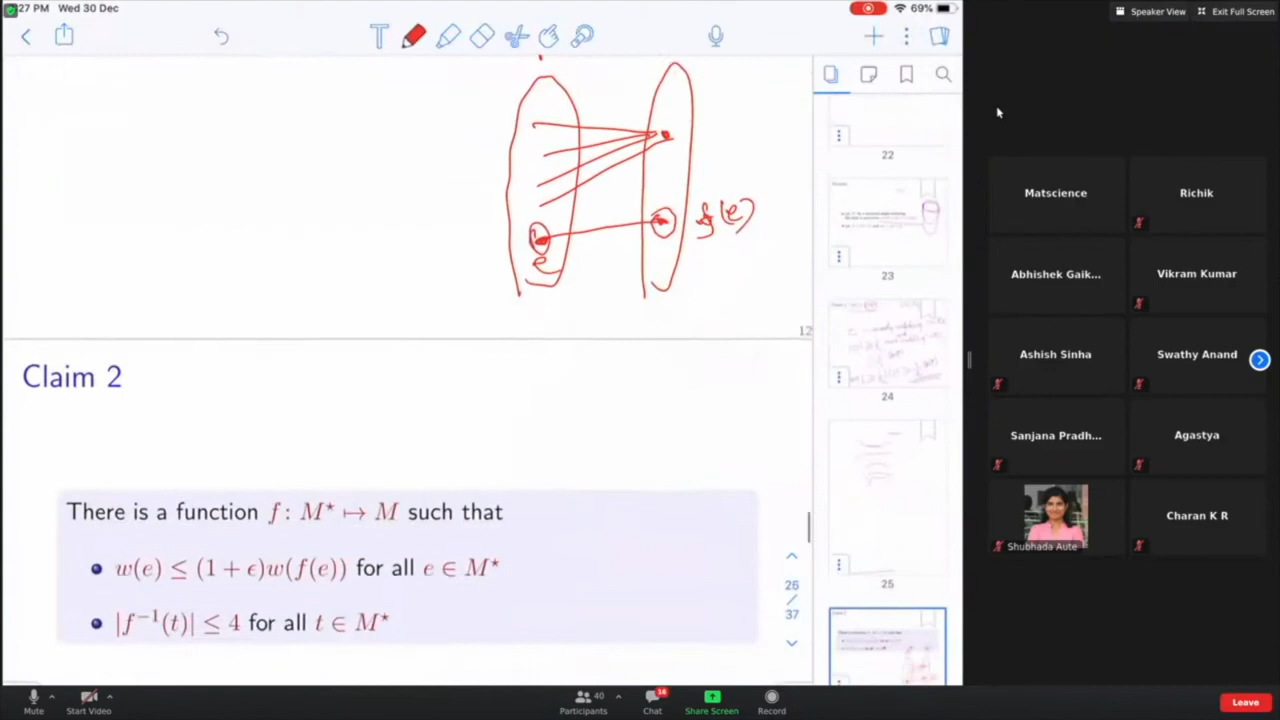 27 PM Wed 30 Dec
69%
Speaker View
Exit Full Screen
T
f(e)
e
12
Claim 2
There is a function f: M⋆ ↦ M such that
w(e) ≤ (1 + ϵ)w(f(e)) for all e ∈ M⋆
|f⁻¹(t)| ≤ 4 for all t ∈ M⋆
26
/
37
22
23
24
25
Claim 2
Matscience
Richik
Abhishek Gaik...
Vikram Kumar
Ashish Sinha
Swathy Anand
Sanjana Pradh...
Agastya
Shubhada Aute
Charan K R
Mute
Start Video
40
Participants
16
Chat
Share Screen
Record
Leave